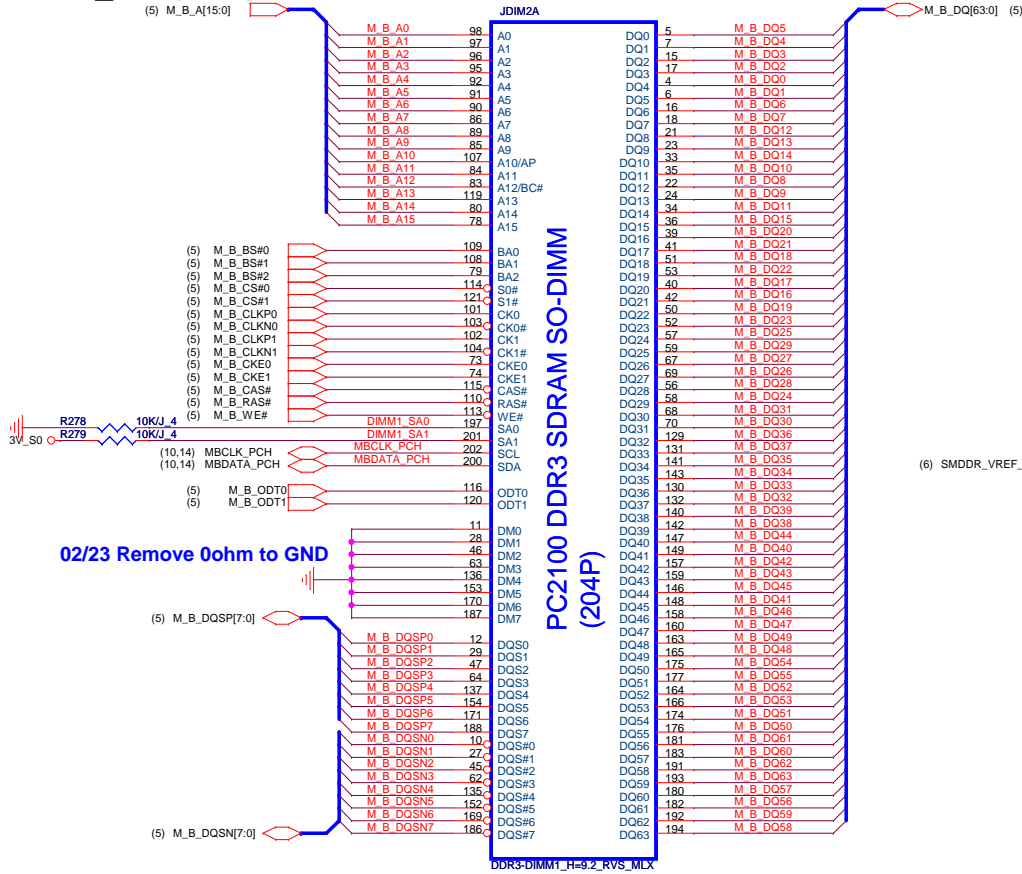 (5) M_B_A[15:0]
JDIM2A
M_B_DQ[63:0] (5)
M_B_A0 98 A0
M_B_A1 97 A1
M_B_A2 96 A2
M_B_A3 95 A3
M_B_A4 92 A4
M_B_A5 91 A5
M_B_A6 90 A6
M_B_A7 86 A7
M_B_A8 89 A8
M_B_A9 85 A9
M_B_A10 107 A10/AP
M_B_A11 84 A11
M_B_A12 83 A12/BC#
M_B_A13 119 A13
M_B_A14 80 A14
M_B_A15 78 A15
(5) M_B_BS#0 109 BA0
(5) M_B_BS#1 108 BA1
(5) M_B_BS#2 79 BA2
(5) M_B_CS#0 114 S0#
(5) M_B_CS#1 121 S1#
(5) M_B_CLKP0 101 CK0
(5) M_B_CLKN0 103 CK0#
(5) M_B_CLKP1 102 CK1
(5) M_B_CLKN1 104 CK1#
(5) M_B_CKE0 73 CKE0
(5) M_B_CKE1 74 CKE1
(5) M_B_CAS# 115 CAS#
(5) M_B_RAS# 110 RAS#
(5) M_B_WE# 113 WE#
R278 10K/J_4 DIMM1_SA0 197 SA0
3V_S0 R279 10K/J_4 DIMM1_SA1 201 SA1
(10,14) MBCLK_PCH MBCLK_PCH 202 SCL
(10,14) MBDATA_PCH MBDATA_PCH 200 SDA
(5) M_B_ODT0 116 ODT0
(5) M_B_ODT1 120 ODT1
02/23 Remove 0ohm to GND
11 DM0
28 DM1
46 DM2
63 DM3
136 DM4
153 DM5
170 DM6
187 DM7
(5) M_B_DQSP[7:0]
M_B_DQSP0 12 DQS0
M_B_DQSP1 29 DQS1
M_B_DQSP2 47 DQS2
M_B_DQSP3 64 DQS3
M_B_DQSP4 137 DQS4
M_B_DQSP5 154 DQS5
M_B_DQSP6 171 DQS6
M_B_DQSP7 188 DQS7
M_B_DQSN0 10 DQS#0
M_B_DQSN1 27 DQS#1
M_B_DQSN2 45 DQS#2
M_B_DQSN3 62 DQS#3
M_B_DQSN4 135 DQS#4
M_B_DQSN5 152 DQS#5
M_B_DQSN6 169 DQS#6
M_B_DQSN7 186 DQS#7
(5) M_B_DQSN[7:0]
PC2100 DDR3 SDRAM SO-DIMM
(204P)
DQ0 5 M_B_DQ5
DQ1 7 M_B_DQ4
DQ2 15 M_B_DQ3
DQ3 17 M_B_DQ2
DQ4 4 M_B_DQ0
DQ5 6 M_B_DQ1
DQ6 16 M_B_DQ6
DQ7 18 M_B_DQ7
DQ8 21 M_B_DQ12
DQ9 23 M_B_DQ13
DQ10 33 M_B_DQ14
DQ11 35 M_B_DQ10
DQ12 22 M_B_DQ8
DQ13 24 M_B_DQ9
DQ14 34 M_B_DQ11
DQ15 36 M_B_DQ15
DQ16 39 M_B_DQ20
DQ17 41 M_B_DQ21
DQ18 51 M_B_DQ18
DQ19 53 M_B_DQ22
DQ20 40 M_B_DQ17
DQ21 42 M_B_DQ16
DQ22 50 M_B_DQ19
DQ23 52 M_B_DQ23
DQ24 57 M_B_DQ25
DQ25 59 M_B_DQ29
DQ26 67 M_B_DQ27
DQ27 69 M_B_DQ26
DQ28 56 M_B_DQ28
DQ29 58 M_B_DQ24
DQ30 68 M_B_DQ31
DQ31 70 M_B_DQ30
DQ32 129 M_B_DQ36
DQ33 131 M_B_DQ37
DQ34 141 M_B_DQ35
DQ35 143 M_B_DQ34
DQ36 130 M_B_DQ33
DQ37 132 M_B_DQ32
DQ38 140 M_B_DQ39
DQ39 142 M_B_DQ38
DQ40 147 M_B_DQ44
DQ41 149 M_B_DQ40
DQ42 157 M_B_DQ42
DQ43 159 M_B_DQ43
DQ44 146 M_B_DQ45
DQ45 148 M_B_DQ41
DQ46 158 M_B_DQ46
DQ47 160 M_B_DQ47
DQ48 163 M_B_DQ49
DQ49 165 M_B_DQ48
DQ50 175 M_B_DQ54
DQ51 177 M_B_DQ55
DQ52 164 M_B_DQ52
DQ53 166 M_B_DQ53
DQ54 174 M_B_DQ51
DQ55 176 M_B_DQ50
DQ56 181 M_B_DQ61
DQ57 183 M_B_DQ60
DQ58 191 M_B_DQ62
DQ59 193 M_B_DQ63
DQ60 180 M_B_DQ57
DQ61 182 M_B_DQ56
DQ62 192 M_B_DQ59
DQ63 194 M_B_DQ58
(6) SMDDR_VREF_
DDR3-DIMM1_H=9.2_RVS_MLX